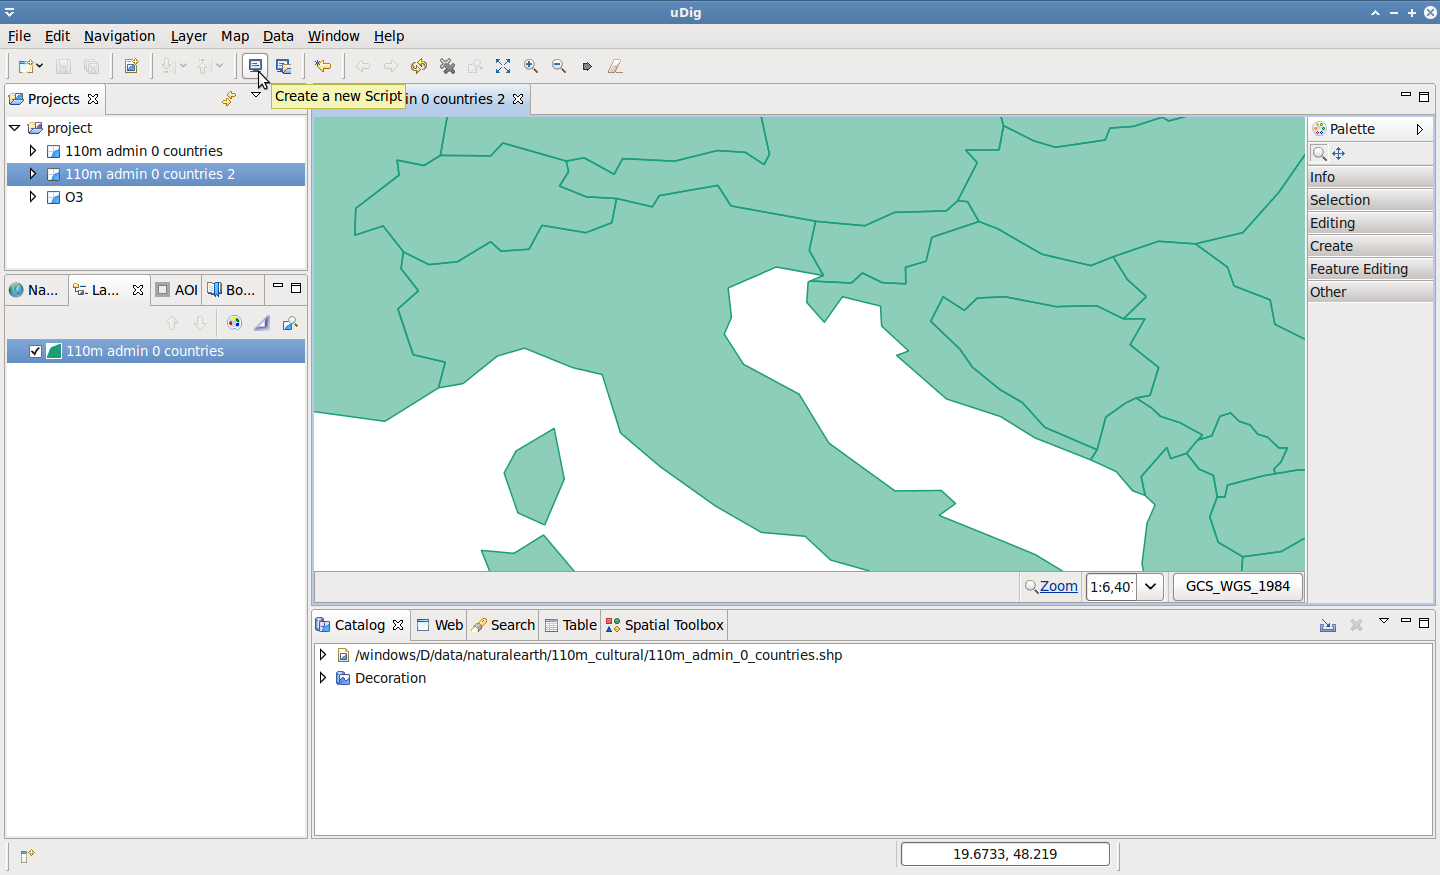 uDig
File Edit Navigation Layer Map Data Window Help
Create a new Script
Projects
in 0 countries 2
project
110m admin 0 countries
110m admin 0 countries 2
O3
Palette
Info
Selection
Editing
Create
Feature Editing
Other
Na... La... AOI Bo...
110m admin 0 countries
Zoom 1:6,40 GCS_WGS_1984
Catalog Web Search Table Spatial Toolbox
/windows/D/data/naturalearth/110m_cultural/110m_admin_0_countries.shp
Decoration
19.6733, 48.219